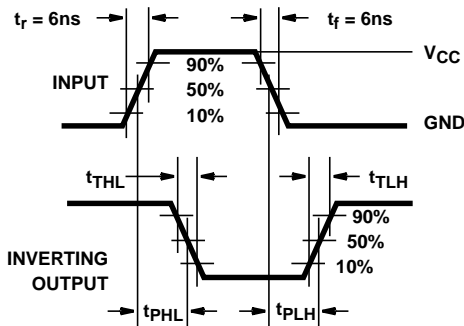 tr = 6ns
tf = 6ns
VCC
INPUT
90%
50%
10%
GND
tTHL
tTLH
90%
50%
10%
INVERTING
OUTPUT
tPHL
tPLH